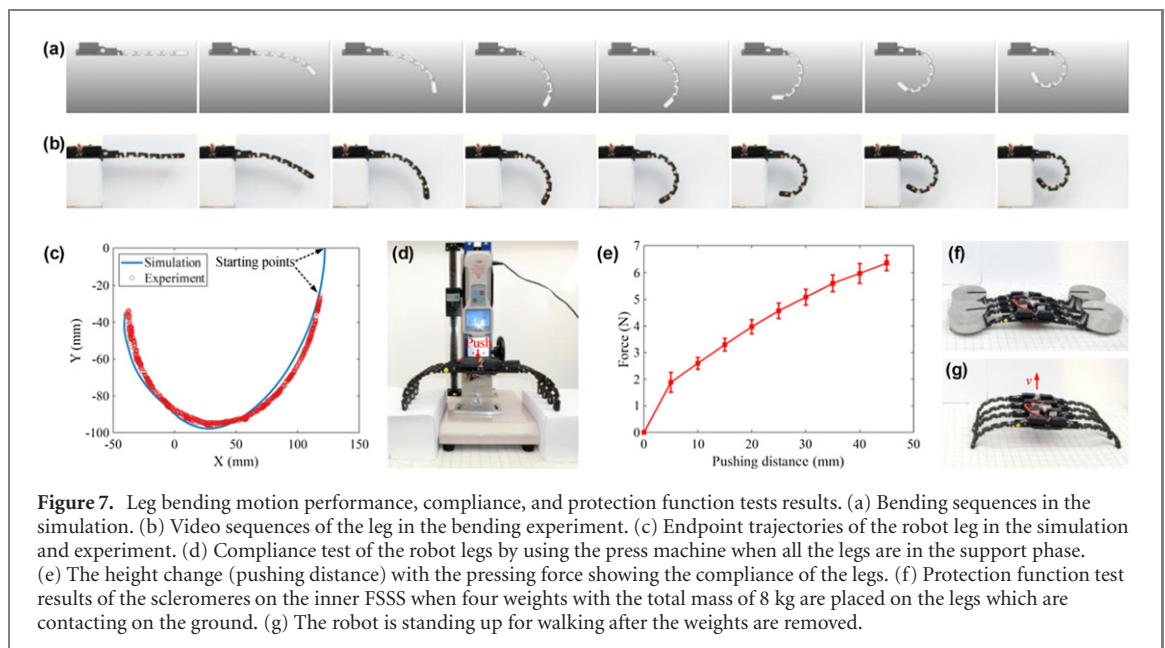 (a)
(b)
(c)
Simulation
Experiment
Starting points
0
-20
-40
-60
-80
-100
Y (mm)
-50
0
50
100
150
X (mm)
(d)
Push
(e)
7
6
5
4
3
2
1
0
Force (N)
0
10
20
30
40
50
Pushing distance (mm)
(f)
(g)
v
Figure 7. Leg bending motion performance, compliance, and protection function tests results. (a) Bending sequences in the
simulation. (b) Video sequences of the leg in the bending experiment. (c) Endpoint trajectories of the robot leg in the simulation
and experiment. (d) Compliance test of the robot legs by using the press machine when all the legs are in the support phase.
(e) The height change (pushing distance) with the pressing force showing the compliance of the legs. (f) Protection function test
results of the scleromeres on the inner FSSS when four weights with the total mass of 8 kg are placed on the legs which are
contacting on the ground. (g) The robot is standing up for walking after the weights are removed.